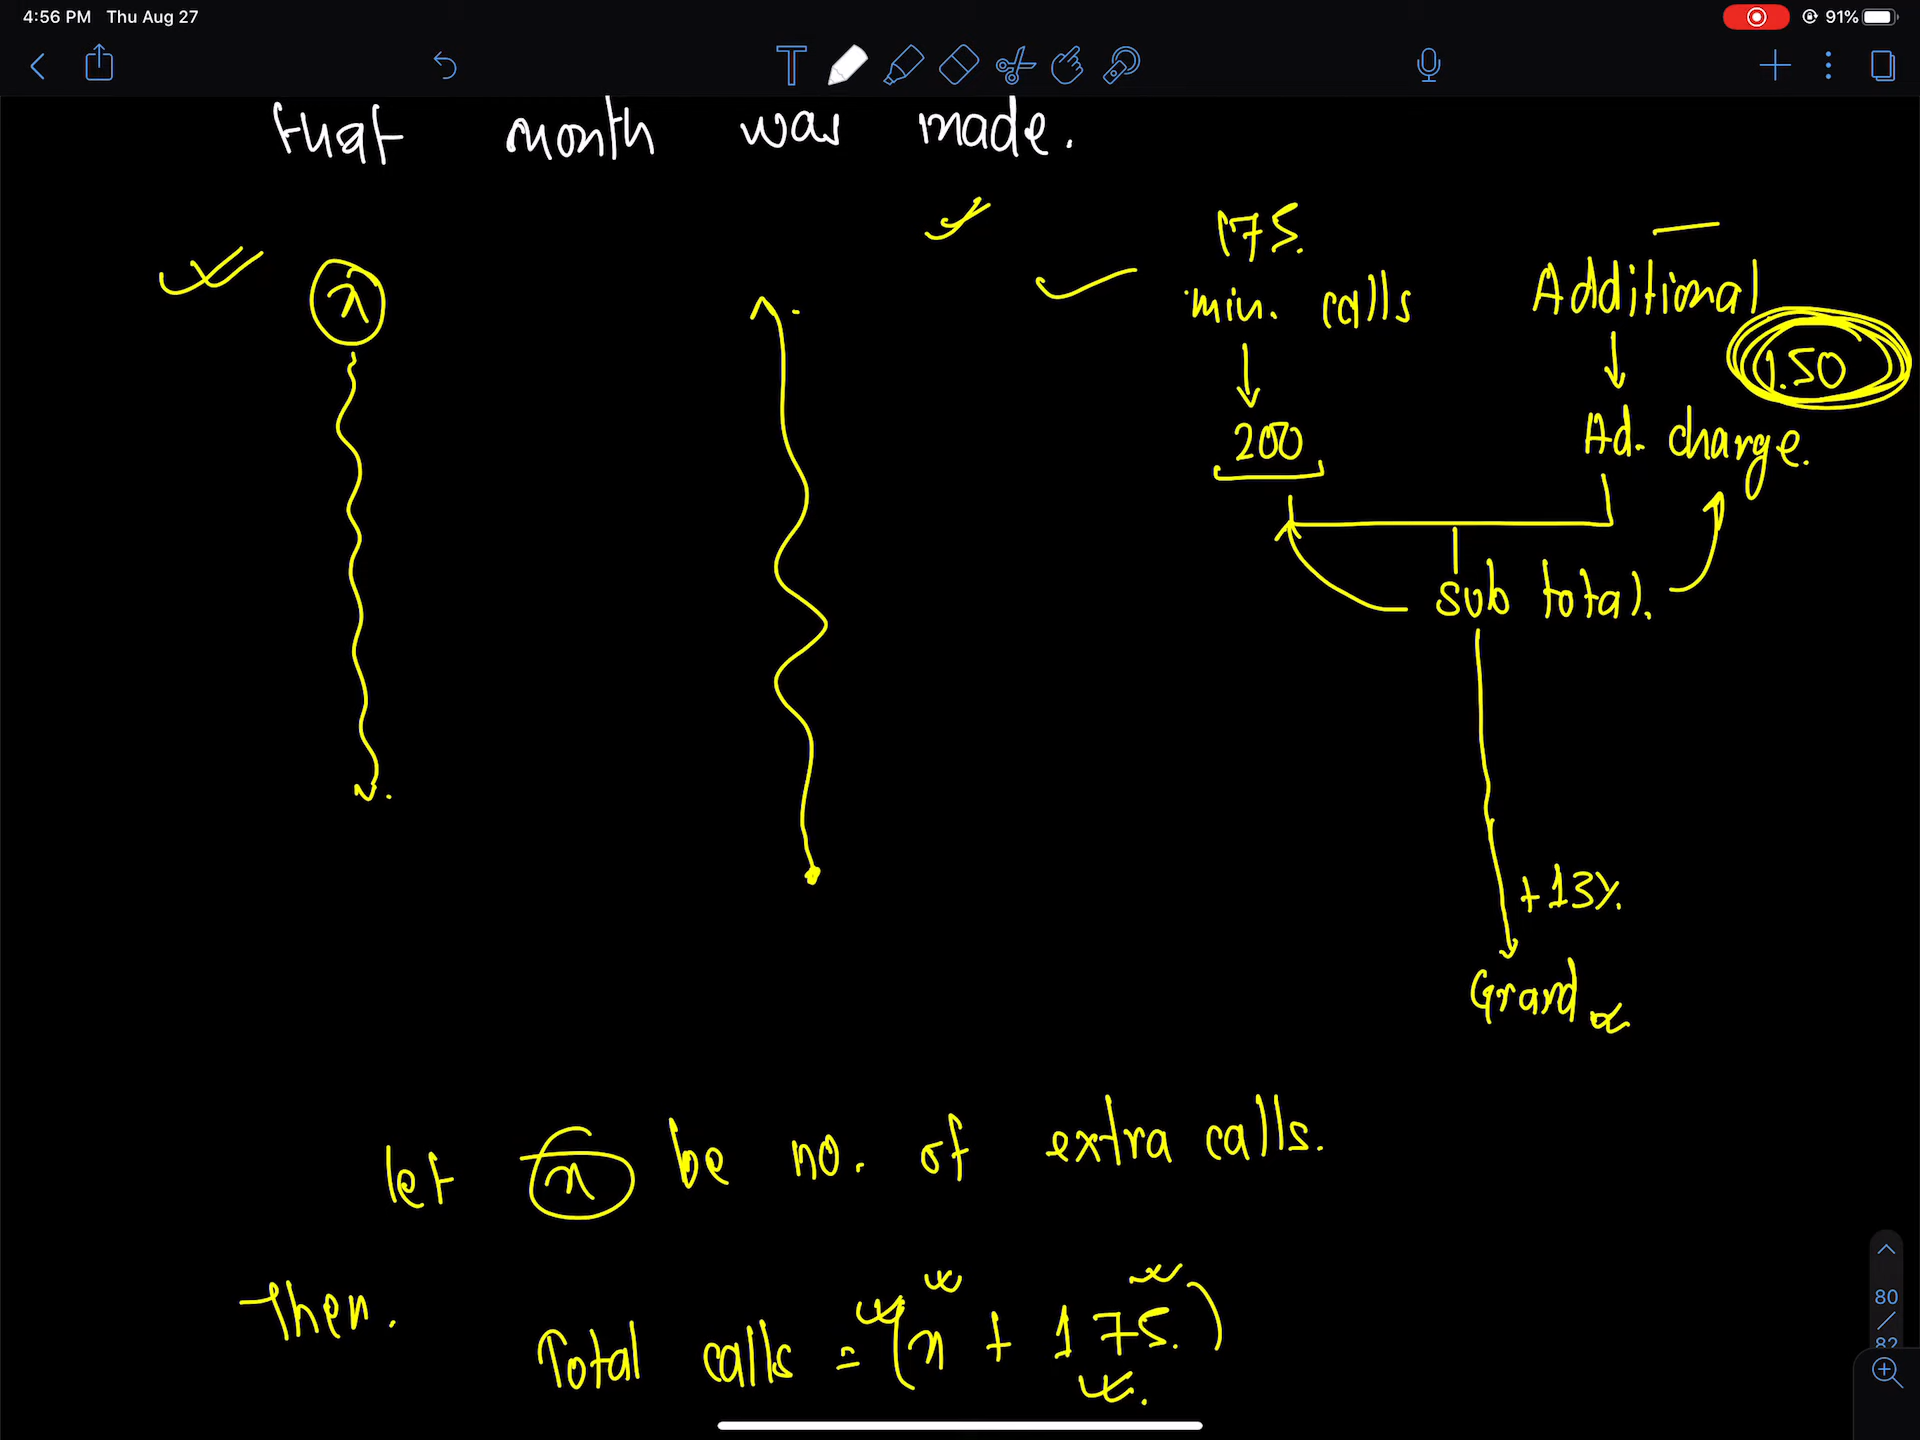 4:56 PM Thu Aug 27
91%
that month was made.
175.
min. calls
Additional
1.50
200
Ad. charge.
x
sub total.
+13%
Grand
let x be no. of extra calls.
Then.
Total calls = (x + 175.)
80
/
82